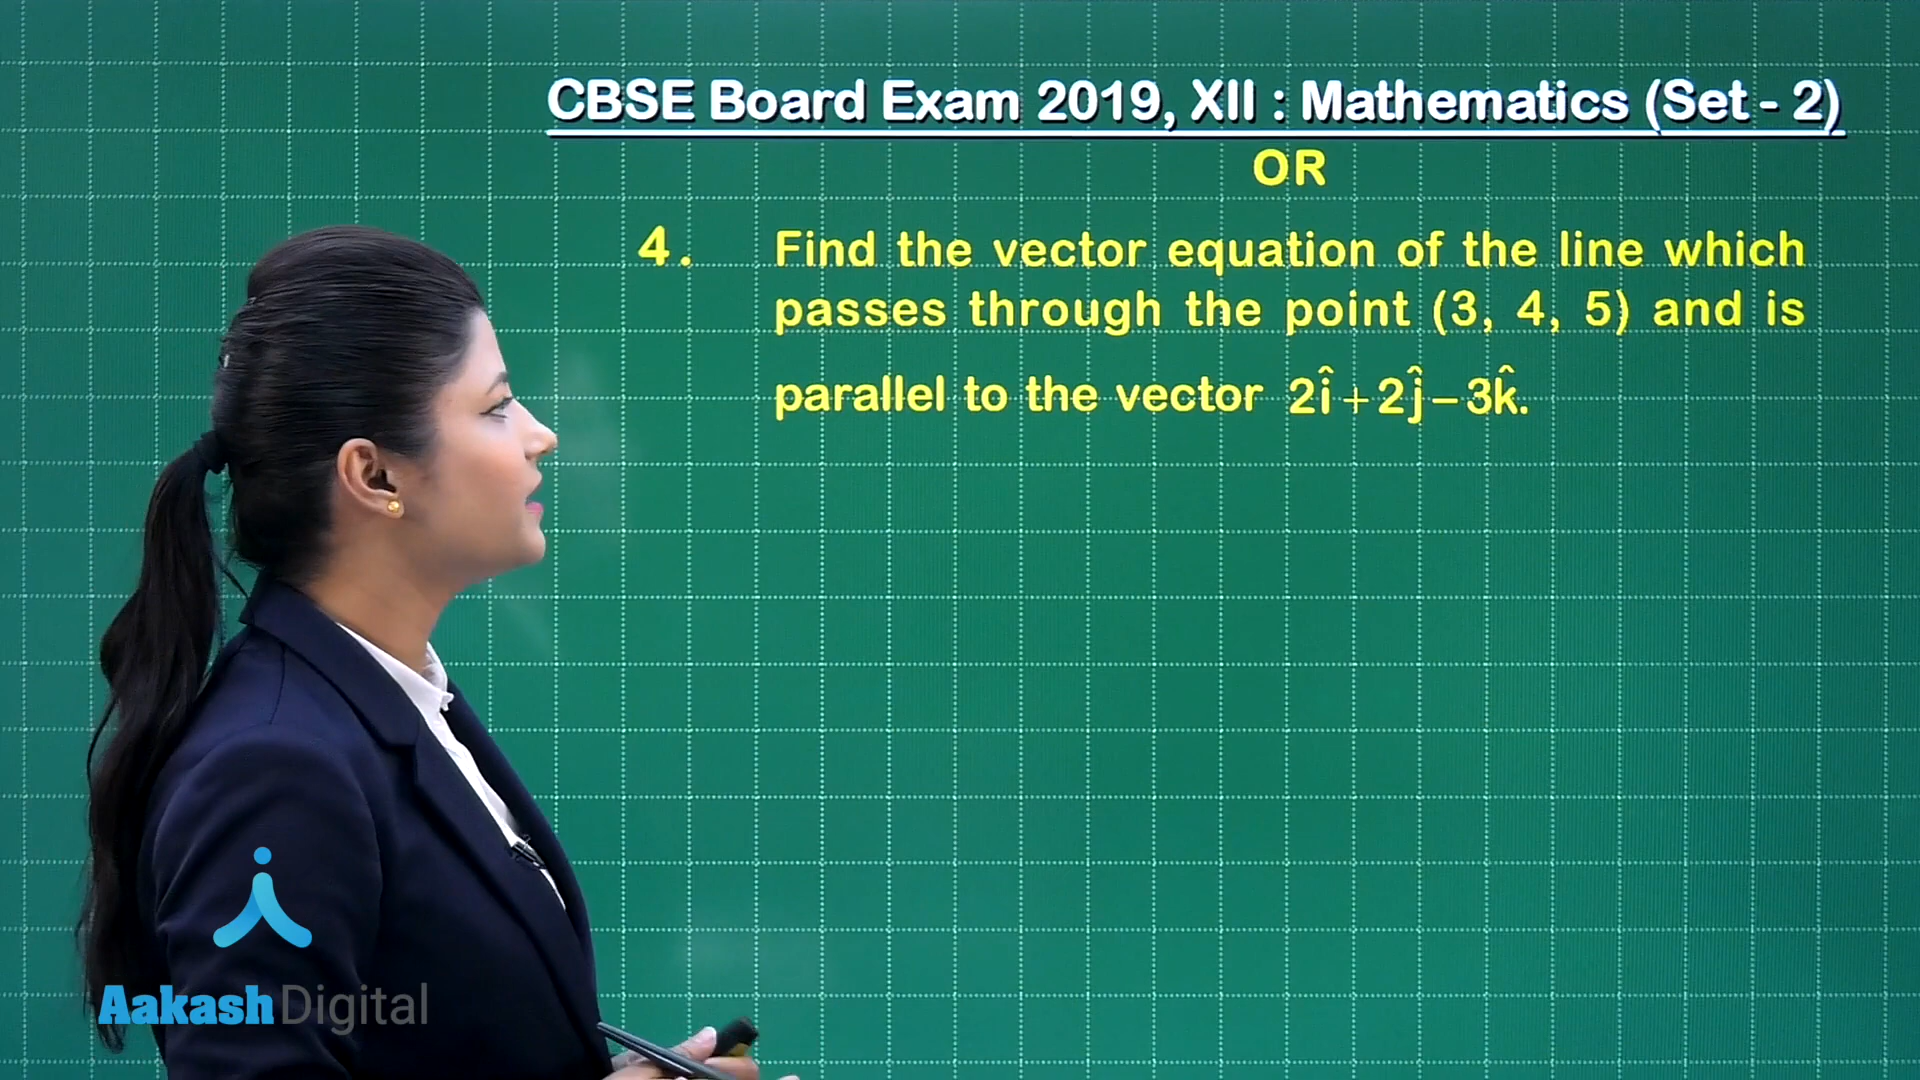 CBSE Board Exam 2019, XII : Mathematics (Set - 2)
OR
4. Find the vector equation of the line which
passes through the point (3, 4, 5) and is
parallel to the vector 2î + 2ĵ – 3k̂.
Aakash Digital